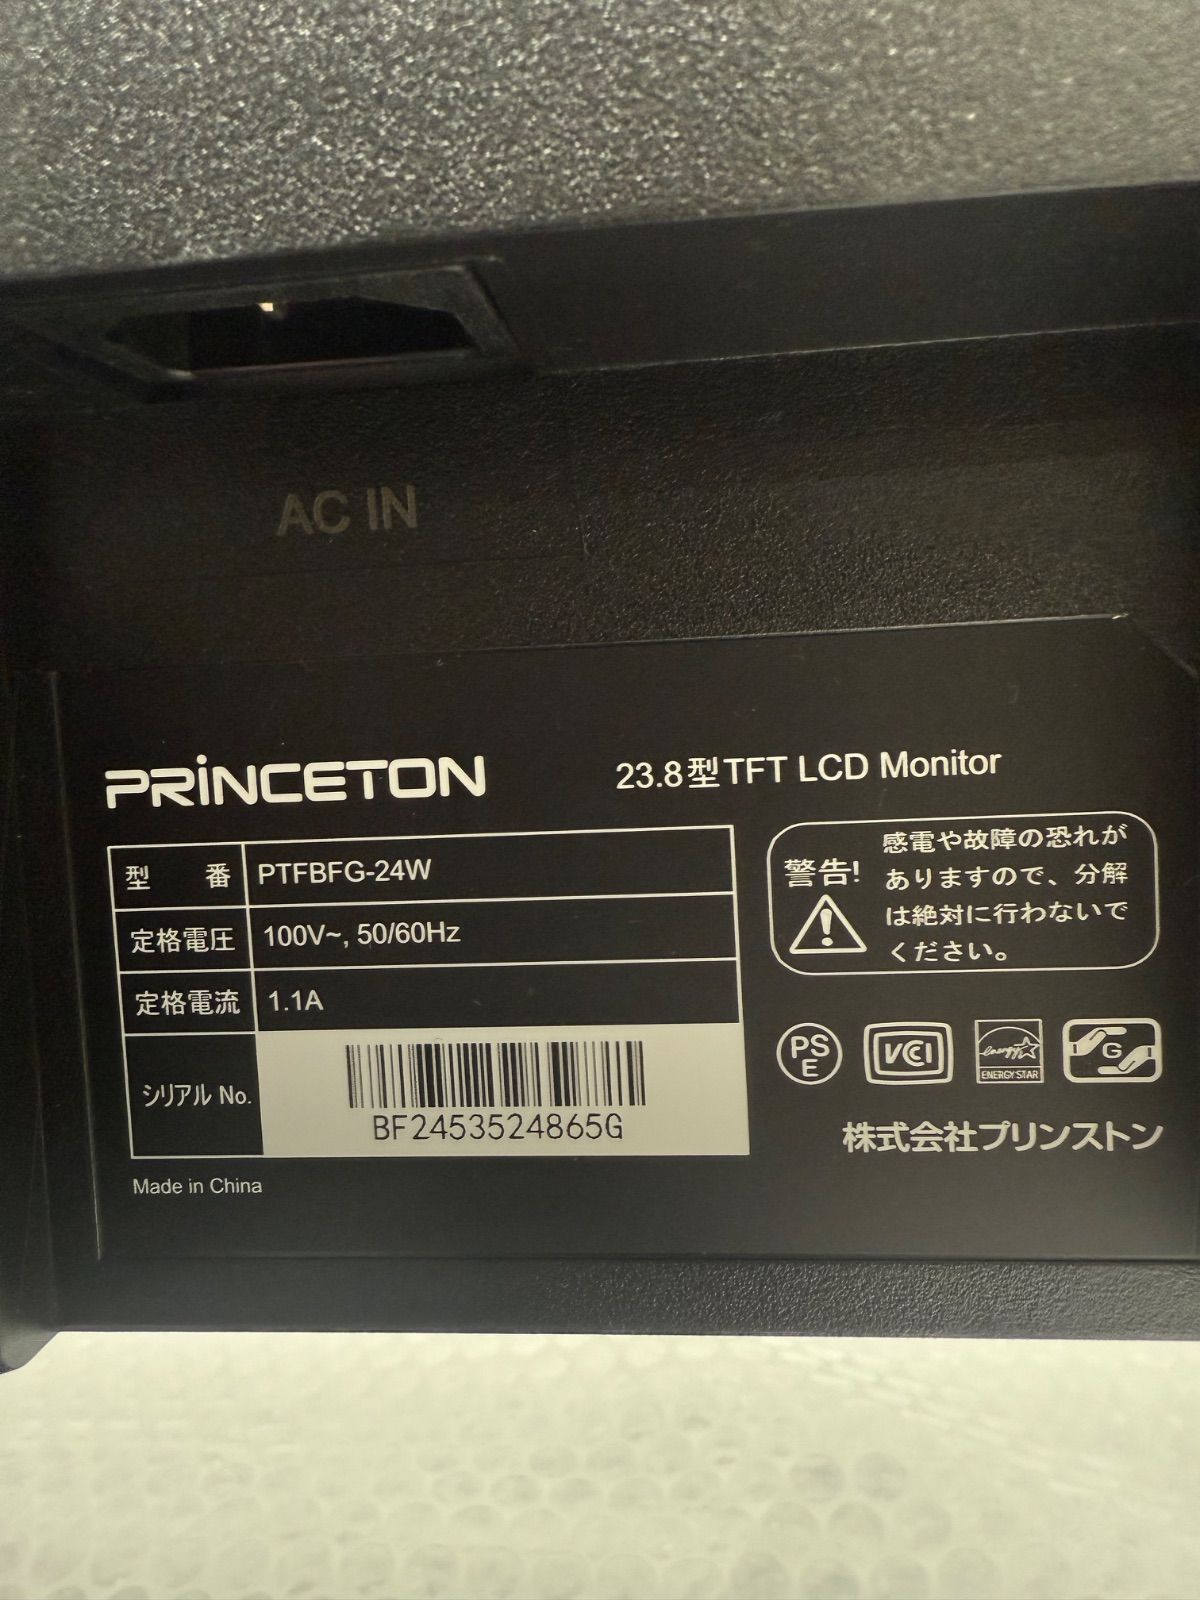 AC IN
PRINCETON
23.8型TFT LCD Monitor
型 番 PTFBFG-24W
定格電圧 100V~, 50/60Hz
定格電流 1.1A
シリアル No.
BF2453524865G
Made in China
警告!
感電や故障の恐れが
ありますので、分解
は絶対に行わないで
ください。
PS
E
VCCI
energy
ENERGY STAR
G
株式会社プリンストン